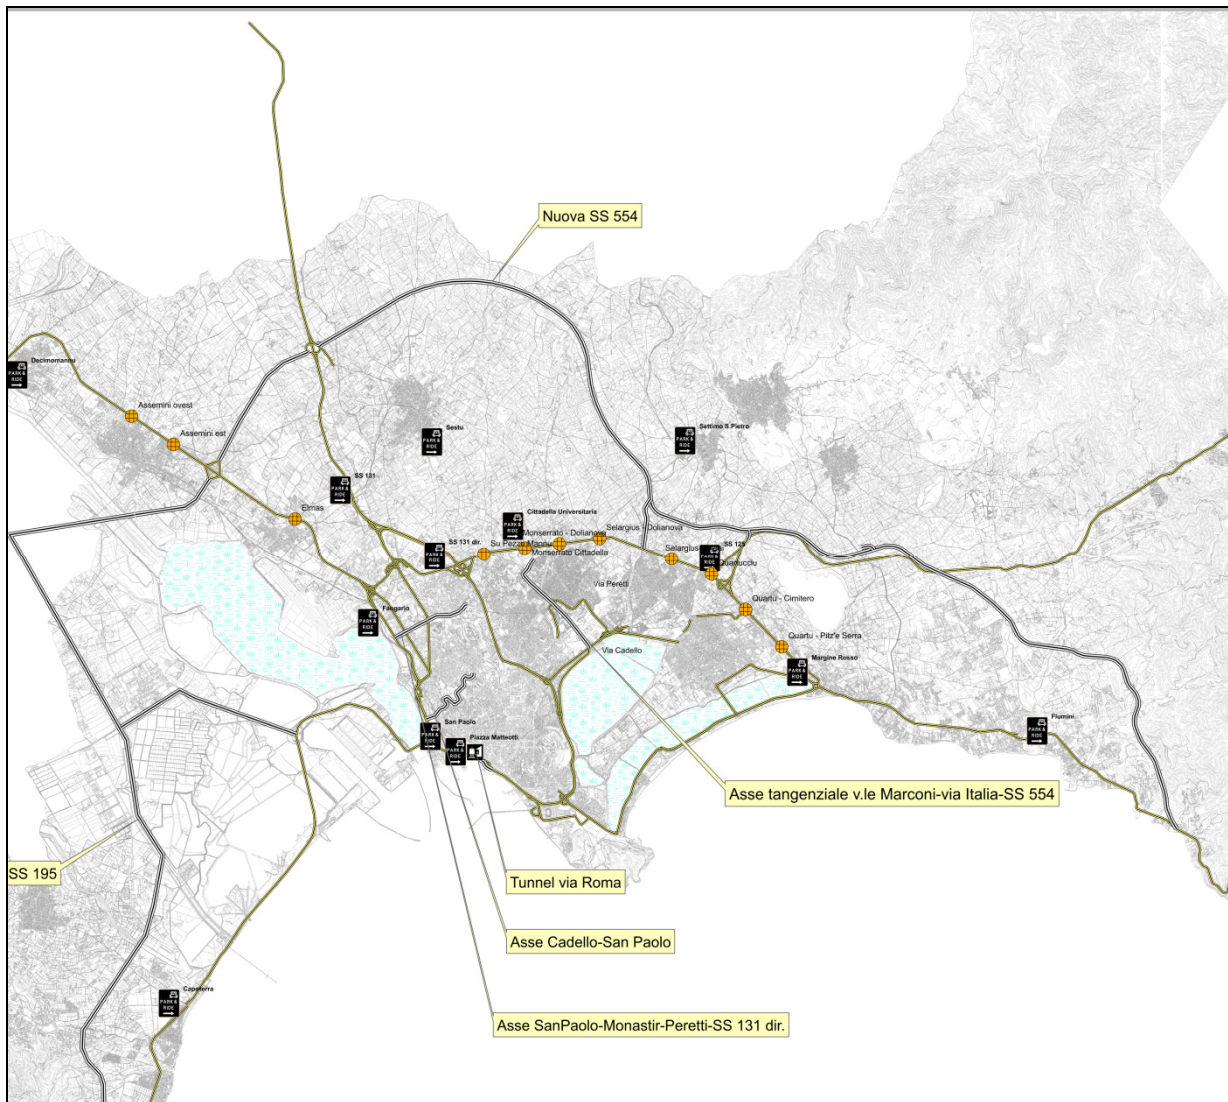 Nuova SS 554
Decimomannu
PARK &
RIDE
Assemini ovest
Assemini est
Sestu
PARK &
RIDE
Settimo S.Pietro
PARK &
RIDE
SS 131
PARK &
RIDE
Elmas
Cittadella Universitaria
PARK &
RIDE
Monserrato - Dolianova
Selargius - Dolianova
SS 131 dir.
PARK &
RIDE
Su Pezzu Mannu
Monserrato Cittadella
Selargius
SS 125
PARK &
RIDE
Quartucciu
Via Peretti
Quartu - Cimitero
Fangario
PARK &
RIDE
Via Cadello
Quartu - Pitz'e Serra
Margine Rosso
PARK &
RIDE
San Paolo
PARK &
RIDE
Piazza Matteotti
PARK &
RIDE
Flumini
PARK &
RIDE
Asse tangenziale v.le Marconi-via Italia-SS 554
SS 195
Tunnel via Roma
Asse Cadello-San Paolo
Capoterra
PARK &
RIDE
Asse SanPaolo-Monastir-Peretti-SS 131 dir.